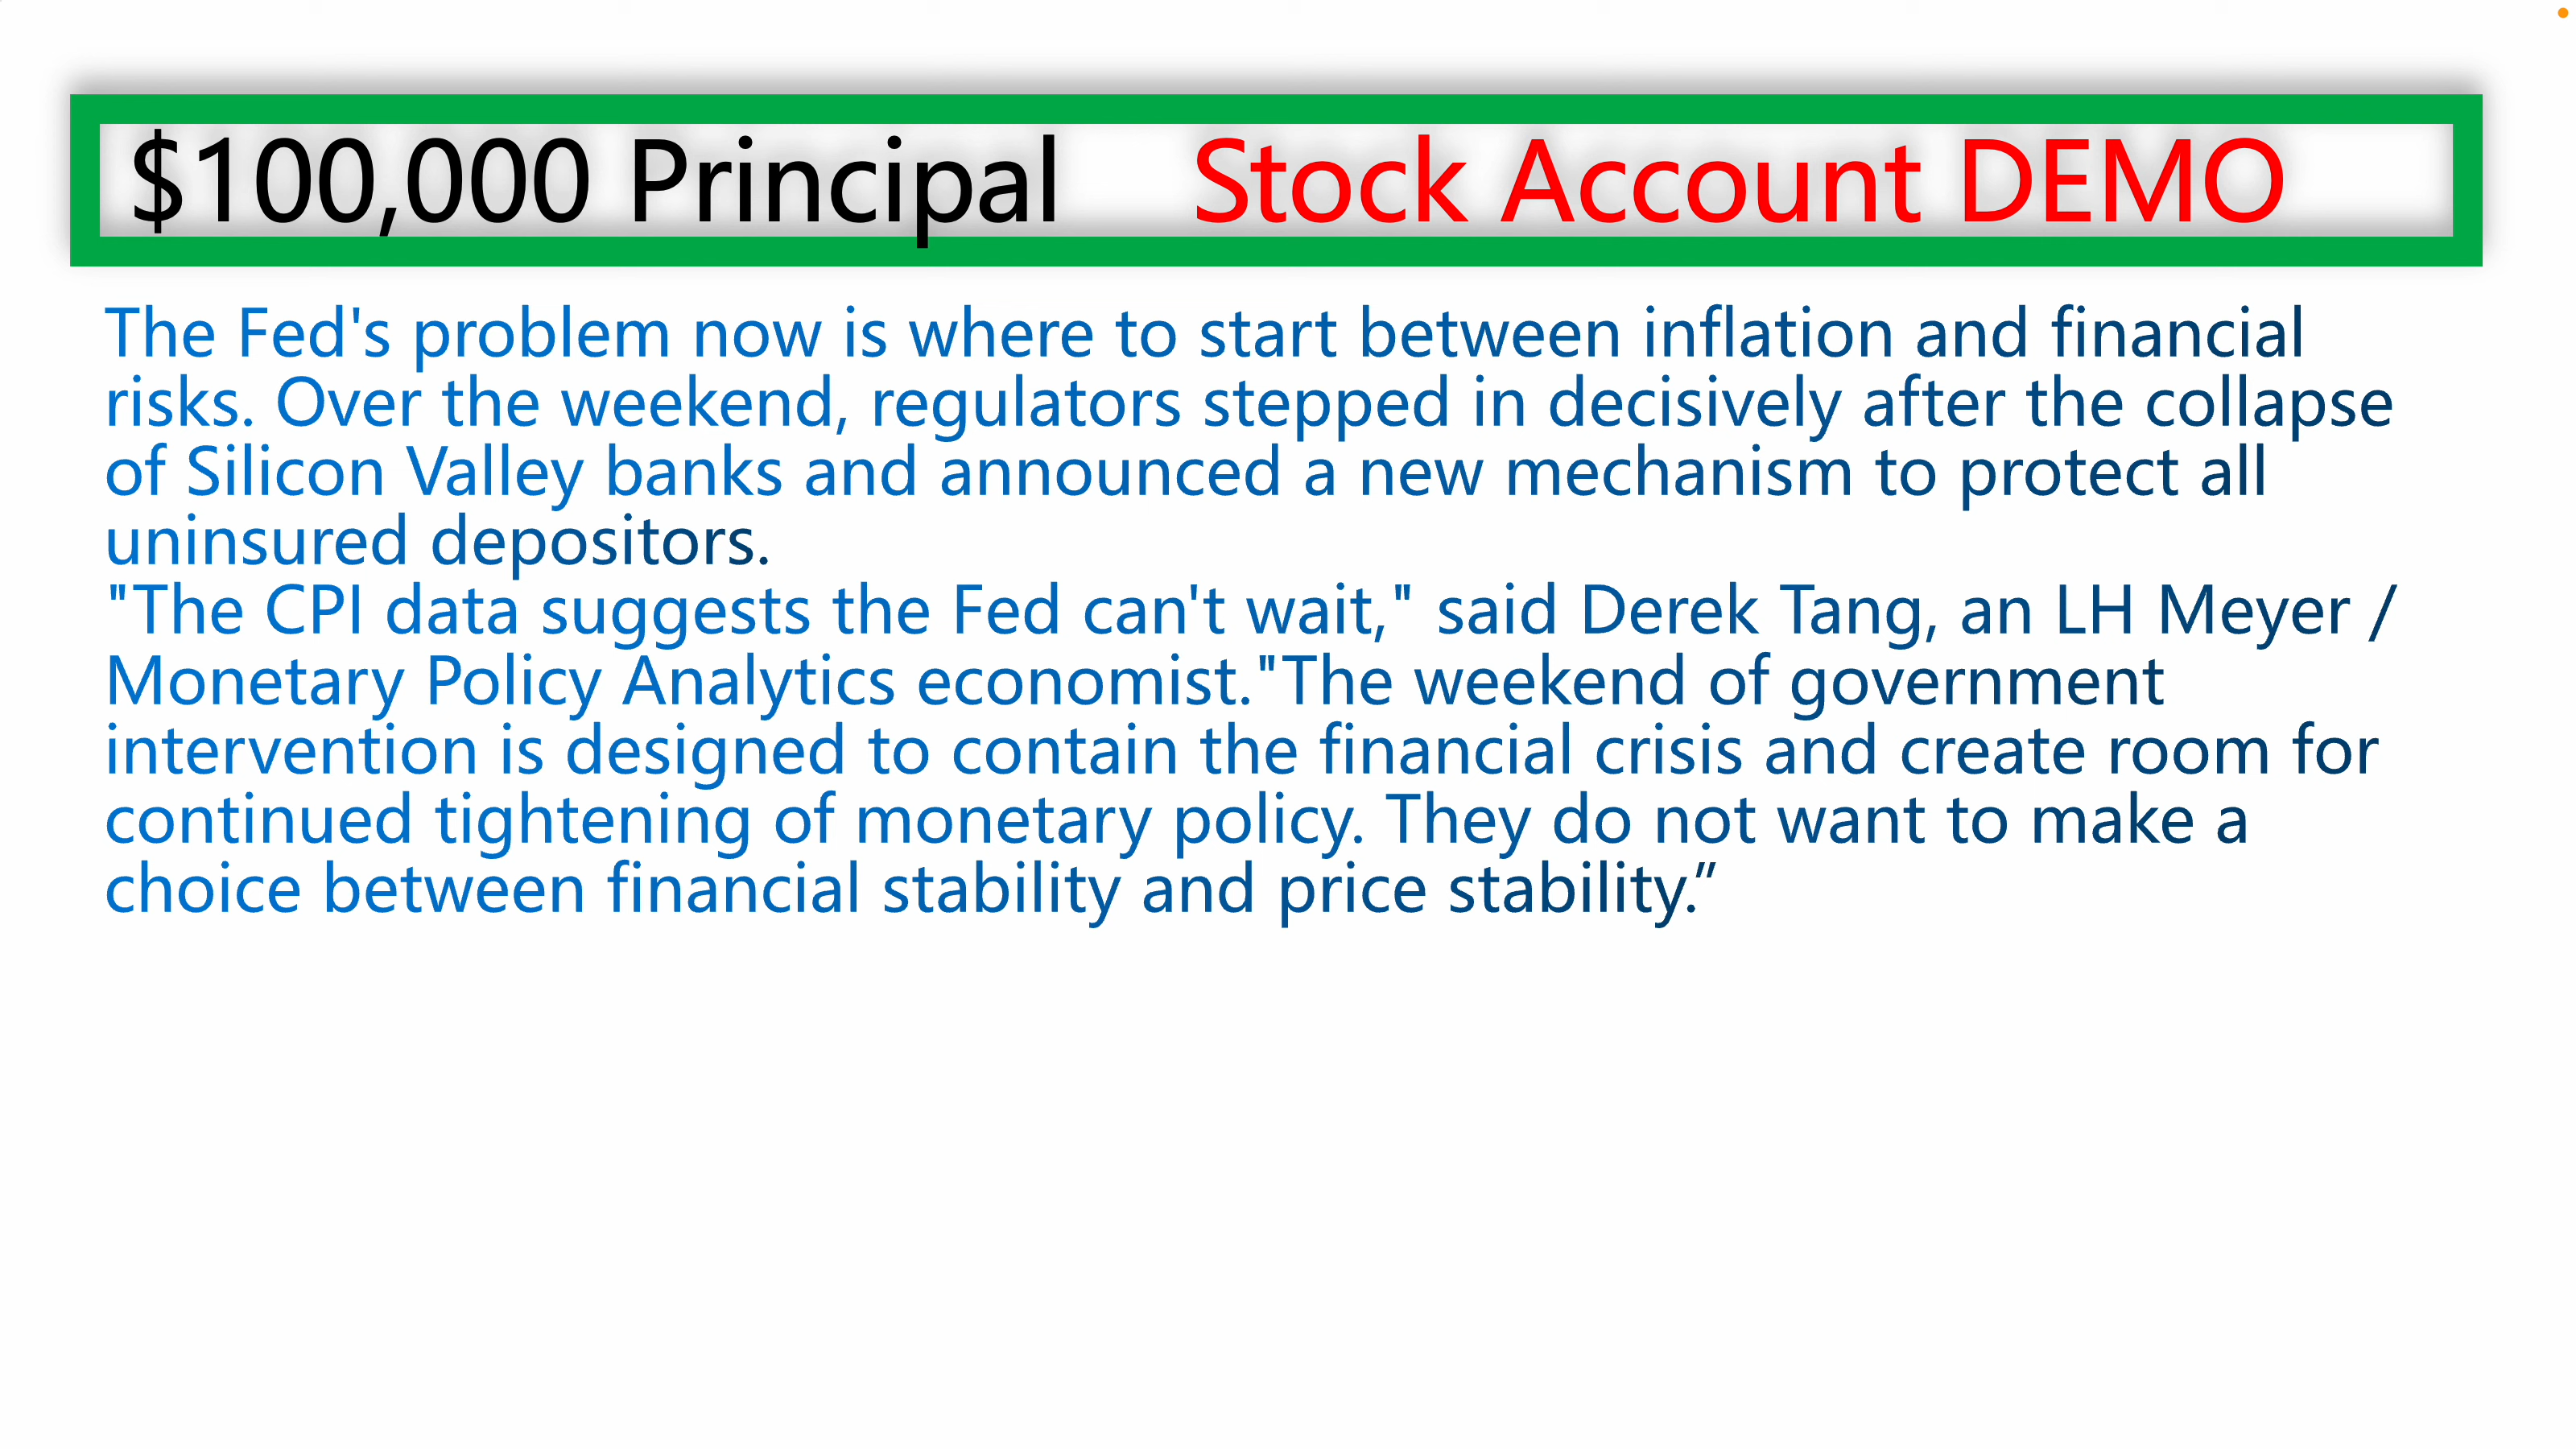 $100,000 Principal Stock Account DEMO
The Fed's problem now is where to start between inflation and financial
risks. Over the weekend, regulators stepped in decisively after the collapse
of Silicon Valley banks and announced a new mechanism to protect all
uninsured depositors.
"The CPI data suggests the Fed can't wait," said Derek Tang, an LH Meyer /
Monetary Policy Analytics economist."The weekend of government
intervention is designed to contain the financial crisis and create room for
continued tightening of monetary policy. They do not want to make a
choice between financial stability and price stability.”